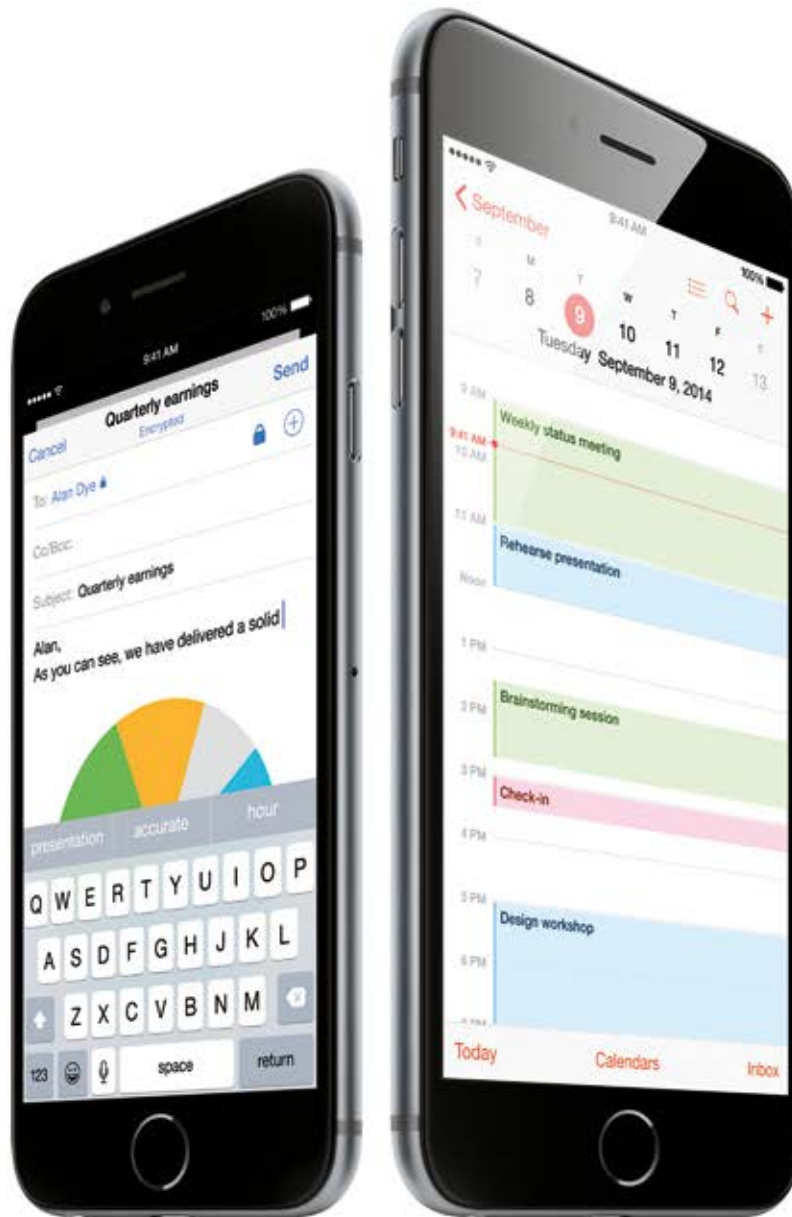 9:41 AM
100%
Cancel
Quarterly earnings
Encrypted
Send
To: Alan Dye
Cc/Bcc:
Subject: Quarterly earnings
Alan,
As you can see, we have delivered a solid
presentation accurate hour
Q W E R T Y U I O P
A S D F G H J K L
Z X C V B N M
123 space return
9:41 AM
100%
September
S M T W T F S
7 8 9 10 11 12 13
Tuesday September 9, 2014
9 AM
Weekly status meeting
9:41 AM
10 AM
11 AM
Rehearse presentation
Noon
1 PM
2 PM
Brainstorming session
3 PM
Check-in
4 PM
5 PM
Design workshop
6 PM
Today Calendars Inbox